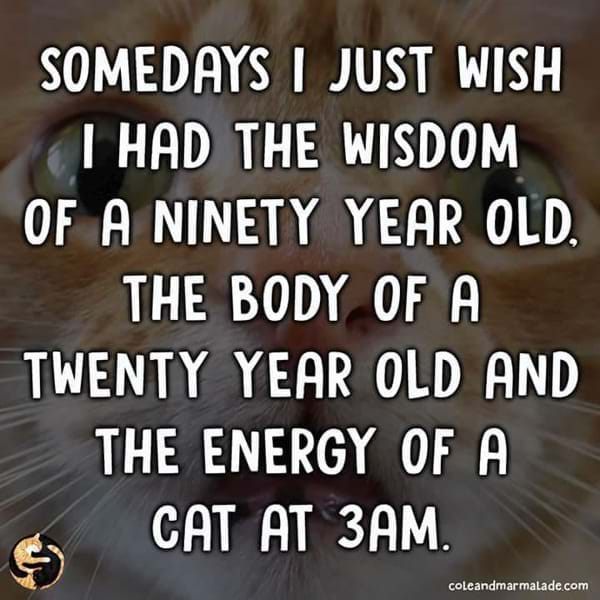 SOMEDAYS I JUST WISH
I HAD THE WISDOM
OF A NINETY YEAR OLD,
THE BODY OF A
TWENTY YEAR OLD AND
THE ENERGY OF A
CAT AT 3AM.
coleandmarmalade.com